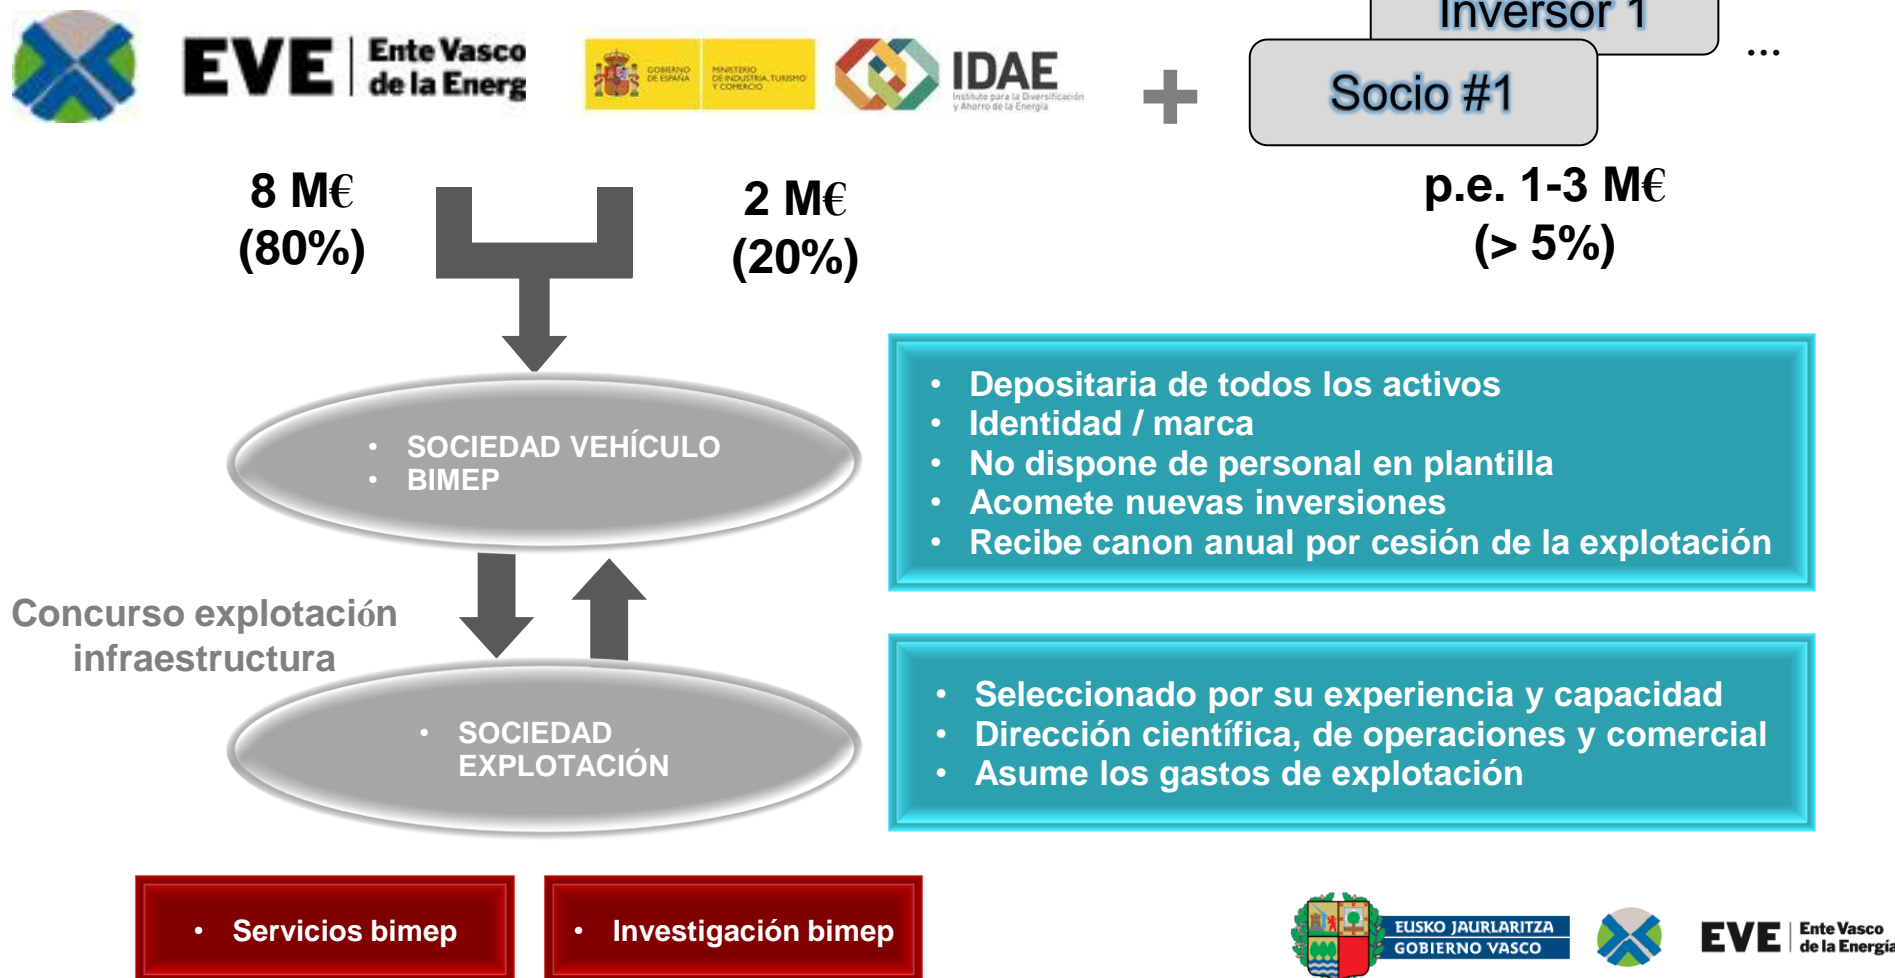 EVE
Ente Vasco
de la Energ
GOBIERNO
DE ESPAÑA
MINISTERIO
DE INDUSTRIA, TURISMO
Y COMERCIO
IDAE
Instituto para la Diversificación
y Ahorro de la Energía
+
Inversor 1
...
Socio #1
8 M€
(80%)
2 M€
(20%)
p.e. 1-3 M€
(> 5%)
• SOCIEDAD VEHÍCULO
• BIMEP
• Depositaria de todos los activos
• Identidad / marca
• No dispone de personal en plantilla
• Acomete nuevas inversiones
• Recibe canon anual por cesión de la explotación
Concurso explotación
infraestructura
• SOCIEDAD
EXPLOTACIÓN
• Seleccionado por su experiencia y capacidad
• Dirección científica, de operaciones y comercial
• Asume los gastos de explotación
• Servicios bimep
• Investigación bimep
EUSKO JAURLARITZA
GOBIERNO VASCO
EVE
Ente Vasco
de la Energía